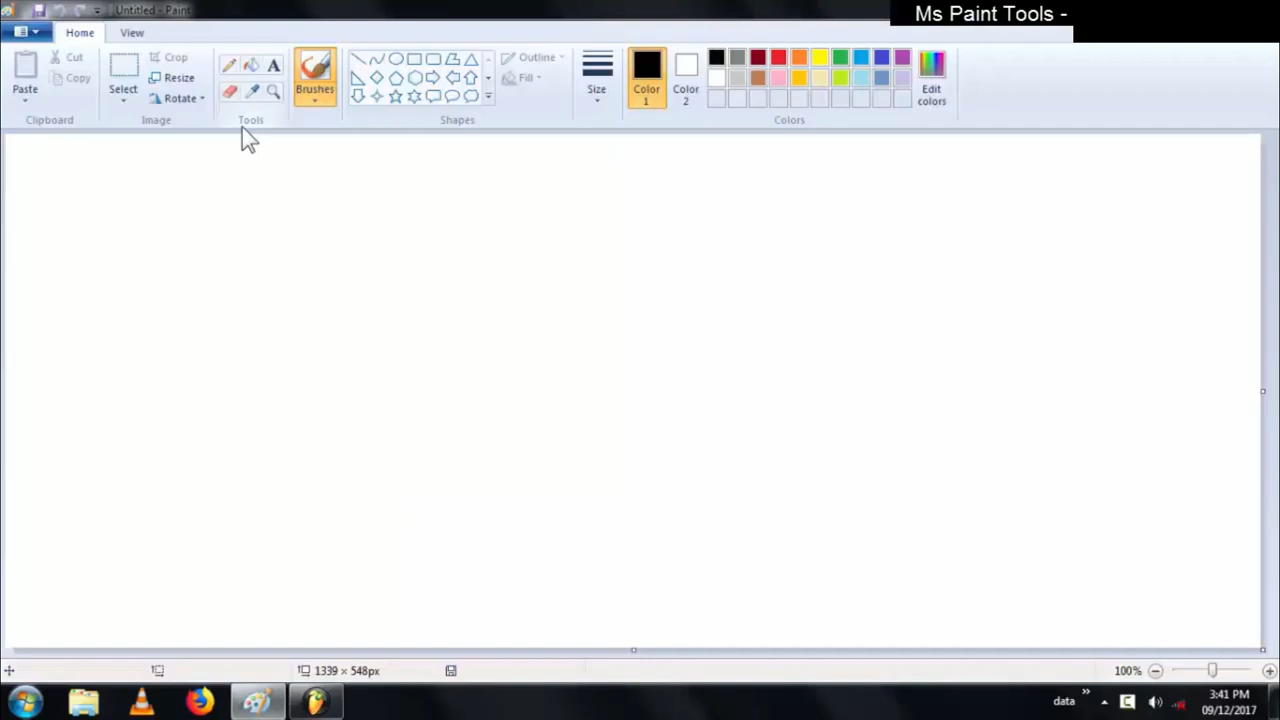 Untitled - Paint
Ms Paint Tools -
Home View
Cut
Copy
Paste
Clipboard
Select
Crop
Resize
Rotate
Image
A
Tools
Brushes
Outline
Fill
Shapes
Size
Color 1
Color 2
Edit colors
Colors
1339 × 548px
100%
data
3:41 PM
09/12/2017